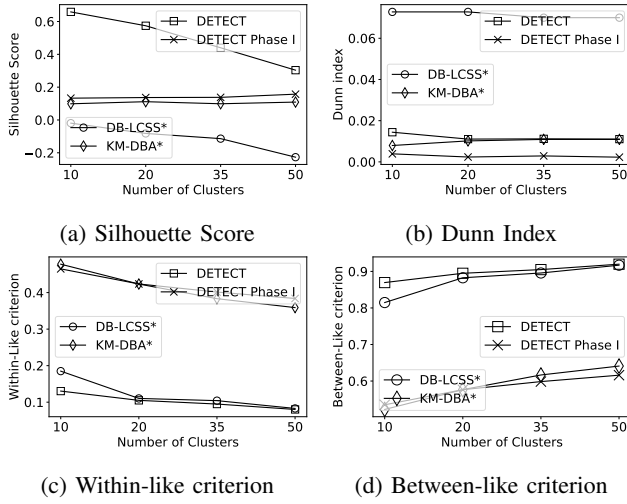 0.6
0.4
0.2
0.0
−0.2
Silhouette Score
DETECT
DETECT Phase I
DB-LCSS*
KM-DBA*
10 20 35 50
Number of Clusters
(a) Silhouette Score
0.06
0.04
0.02
0.00
Dunn index
DETECT
DETECT Phase I
DB-LCSS*
KM-DBA*
10 20 35 50
Number of Clusters
(b) Dunn Index
0.4
0.3
0.2
0.1
Within-Like criterion
DETECT
DETECT Phase I
DB-LCSS*
KM-DBA*
10 20 35 50
Number of Clusters
(c) Within-like criterion
0.9
0.8
0.7
0.6
Between-Like criterion
DETECT
DETECT Phase I
DB-LCSS*
KM-DBA*
10 20 35 50
Number of Clusters
(d) Between-like criterion